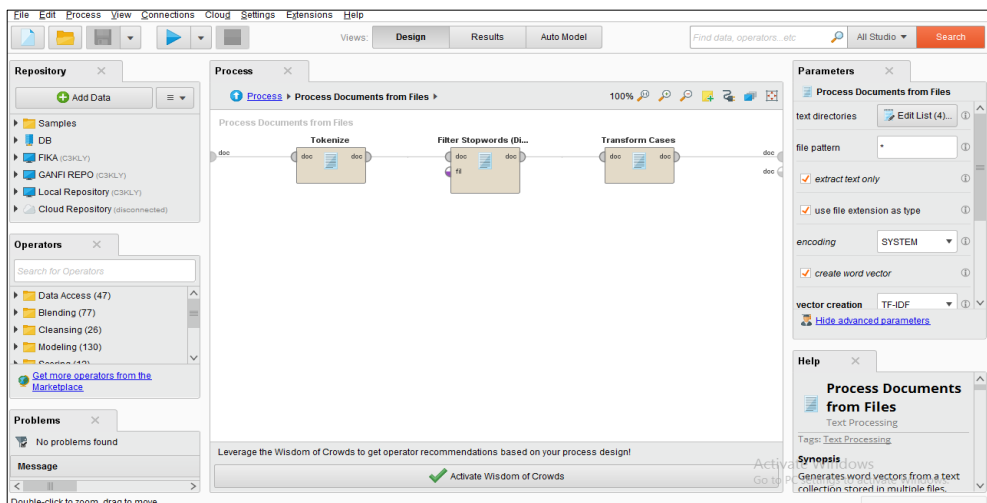 File Edit Process View Connections Cloud Settings Extensions Help
Views: Design Results Auto Model Find data, operators...etc All Studio Search
Repository
Add Data
Samples
DB
FIKA (C3KLY)
GANFI REPO (C3KLY)
Local Repository (C3KLY)
Cloud Repository (disconnected)
Operators
Search for Operators
Data Access (47)
Blending (77)
Cleansing (26)
Modeling (130)
Get more operators from the
Marketplace
Problems
No problems found
Message
Double-click to zoom, drag to move.
Process
Process Process Documents from Files 100%
Process Documents from Files
Tokenize Filter Stopwords (Di... Transform Cases
doc doc doc doc doc doc doc doc
fil doc
Leverage the Wisdom of Crowds to get operator recommendations based on your process design!
Activate Wisdom of Crowds
Parameters
Process Documents from Files
text directories Edit List (4)...
file pattern *
extract text only
use file extension as type
encoding SYSTEM
create word vector
vector creation TF-IDF
Hide advanced parameters
Help
Process Documents
from Files
Text Processing
Tags: Text Processing
Synopsis
Generates word vectors from a text
collection stored in multiple files.
Activate Windows